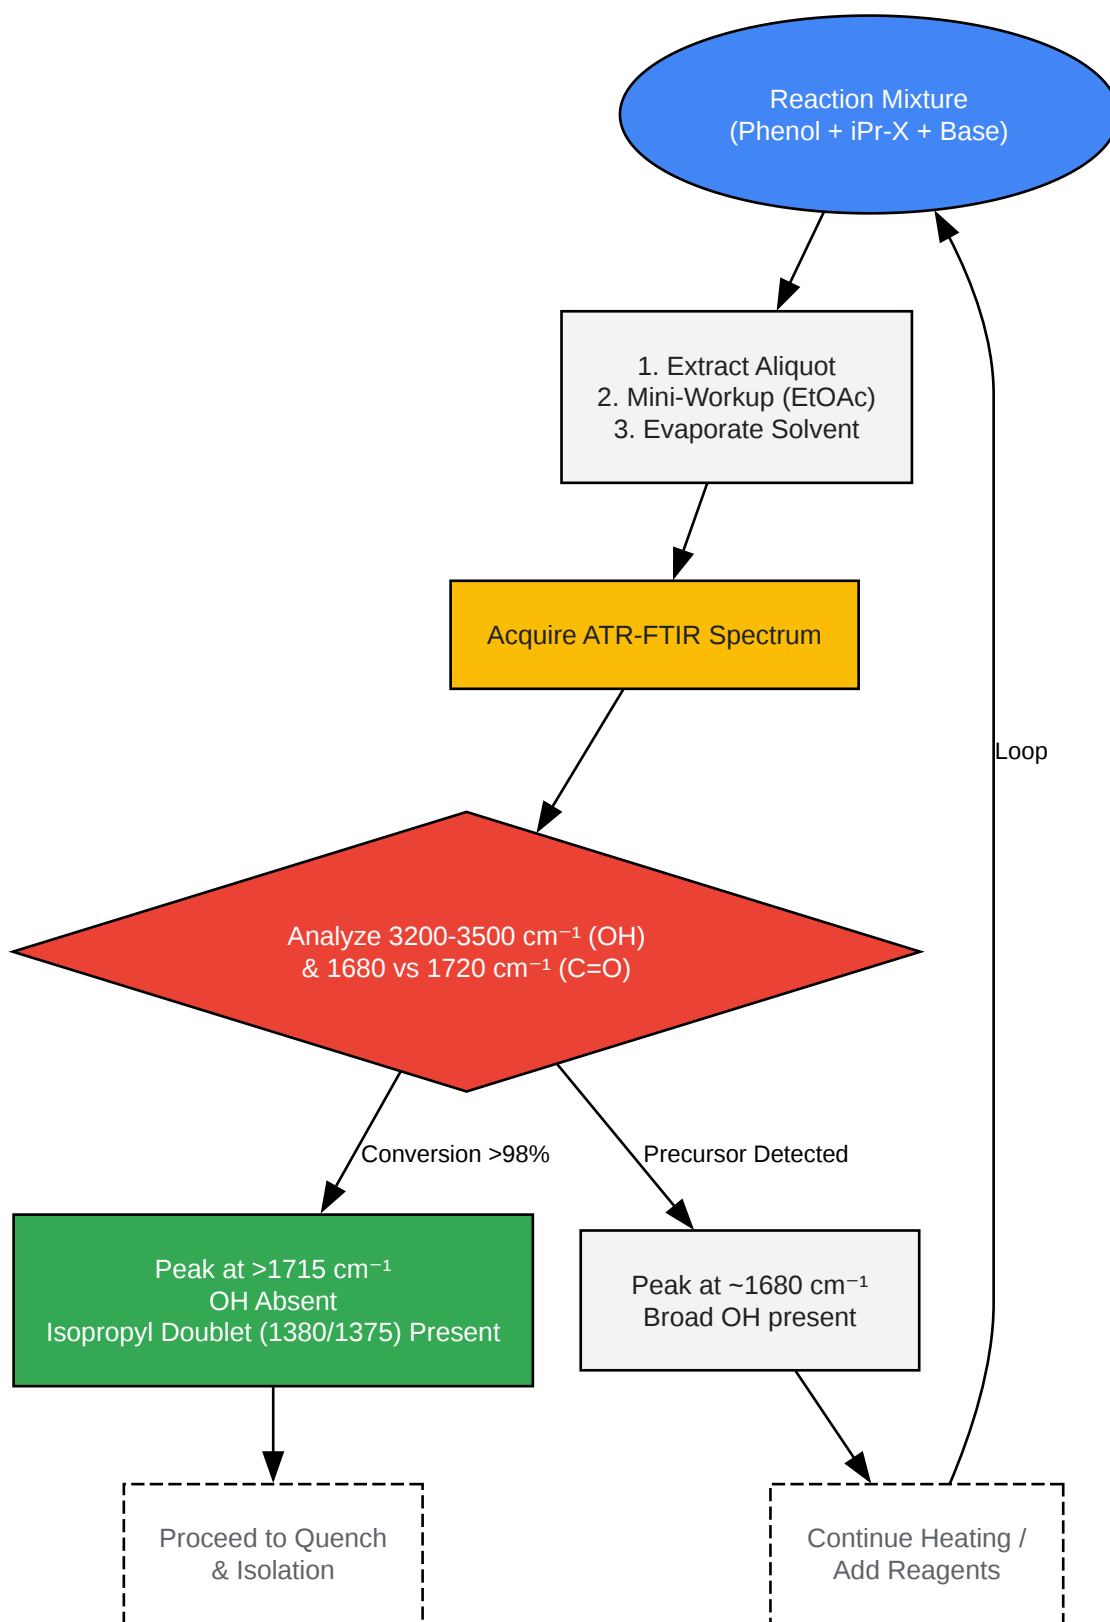 Reaction Mixture
(Phenol + iPr-X + Base)
1. Extract Aliquot
2. Mini-Workup (EtOAc)
3. Evaporate Solvent
Acquire ATR-FTIR Spectrum
Loop
Analyze 3200-3500 cm⁻¹ (OH)
& 1680 vs 1720 cm⁻¹ (C=O)
Conversion >98%
Precursor Detected
Peak at >1715 cm⁻¹
OH Absent
Isopropyl Doublet (1380/1375) Present
Peak at ~1680 cm⁻¹
Broad OH present
Proceed to Quench
& Isolation
Continue Heating /
Add Reagents